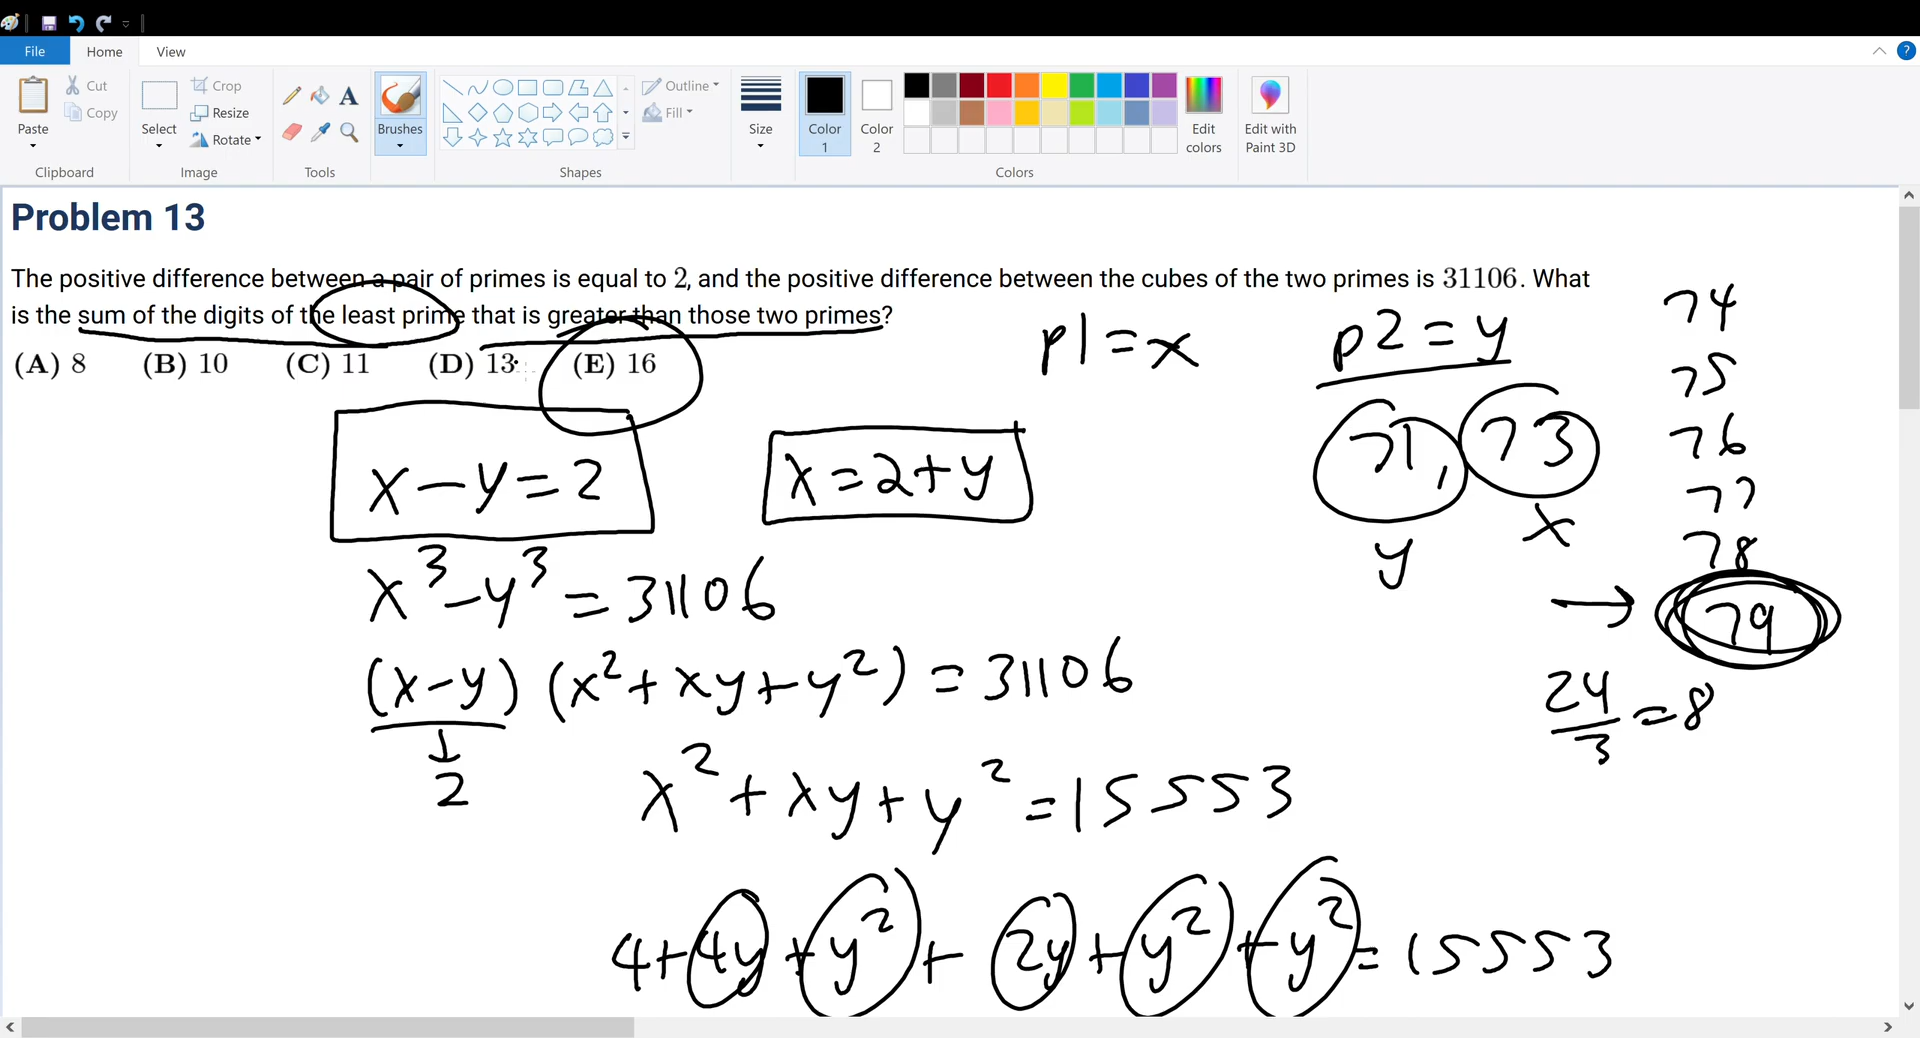 File Home View
Paste Cut Copy Select Crop Resize Rotate A Brushes Outline Fill Size Color 1 Color 2 Edit colors Edit with Paint 3D
Clipboard Image Tools Shapes Colors
Problem 13
The positive difference between a pair of primes is equal to 2, and the positive difference between the cubes of the two primes is 31106. What
is the sum of the digits of the least prime that is greater than those two primes?
(A) 8 (B) 10 (C) 11 (D) 13 (E) 16
p1 = x p2 = y
71, 73
y x
74
75
76
77
78
→ 79
24/3 = 8
x - y = 2 x = 2 + y
x³ - y³ = 31106
(x - y) (x² + xy + y²) = 31106
↓
2
x² + xy + y² = 15553
4 + 4y + y² + 2y + y² + y² = 15553